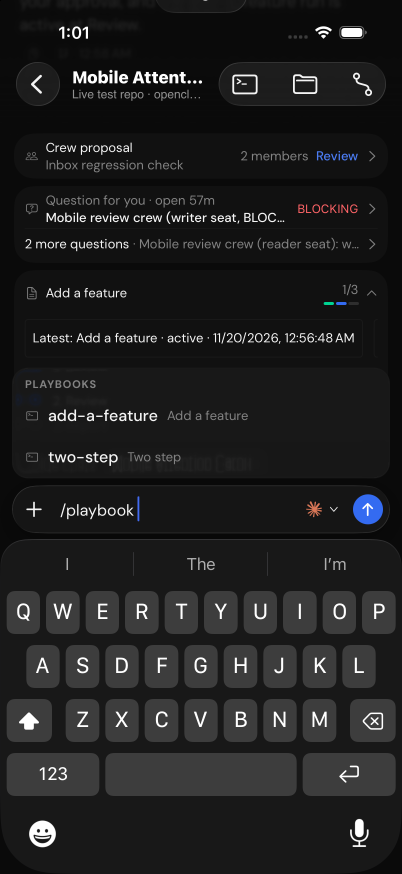 1:01
Mobile Attent...
Live test repo · opencl...
Crew proposal
Inbox regression check
2 members Review
Question for you · open 57m
Mobile review crew (writer seat, BLOC...
BLOCKING
2 more questions · Mobile review crew (reader seat): w...
Add a feature
1/3
Latest: Add a feature · active · 11/20/2026, 12:56:48 AM
PLAYBOOKS
add-a-feature Add a feature
two-step Two step
/playbook
I The I'm
Q W E R T Y U I O P
A S D F G H J K L
Z X C V B N M
123